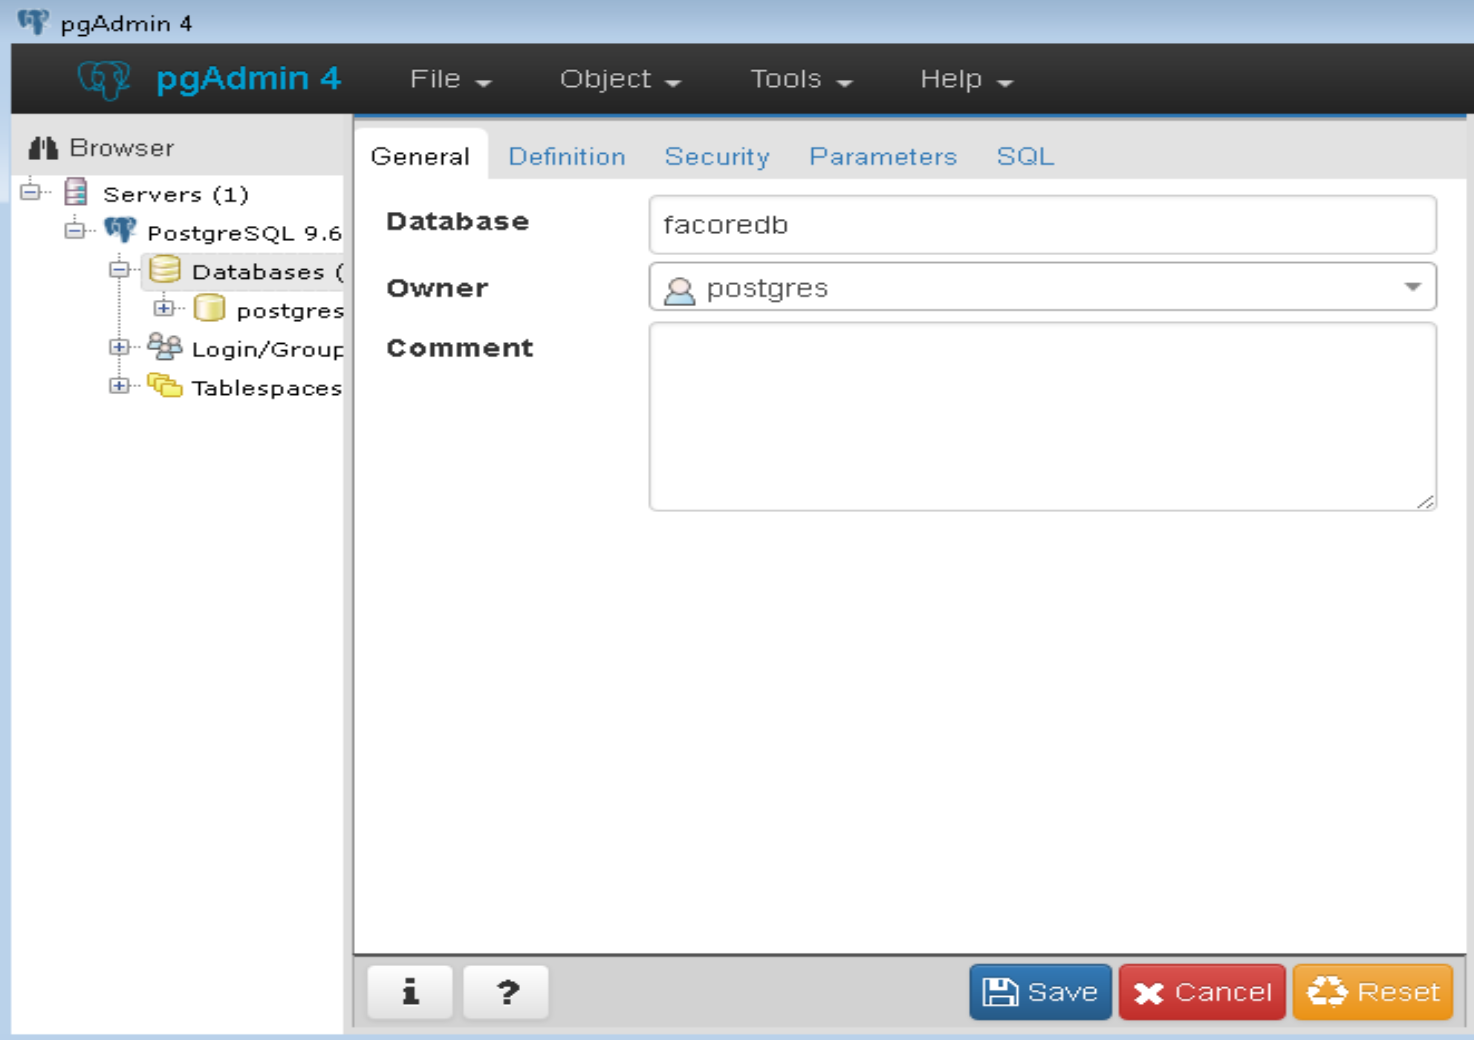 pgAdmin 4
pgAdmin 4 File Object Tools Help
Browser
Servers (1)
PostgreSQL 9.6
Databases (
postgres
Login/Group
Tablespaces
General Definition Security Parameters SQL
Database facoredb
Owner postgres
Comment
i ? Save Cancel Reset